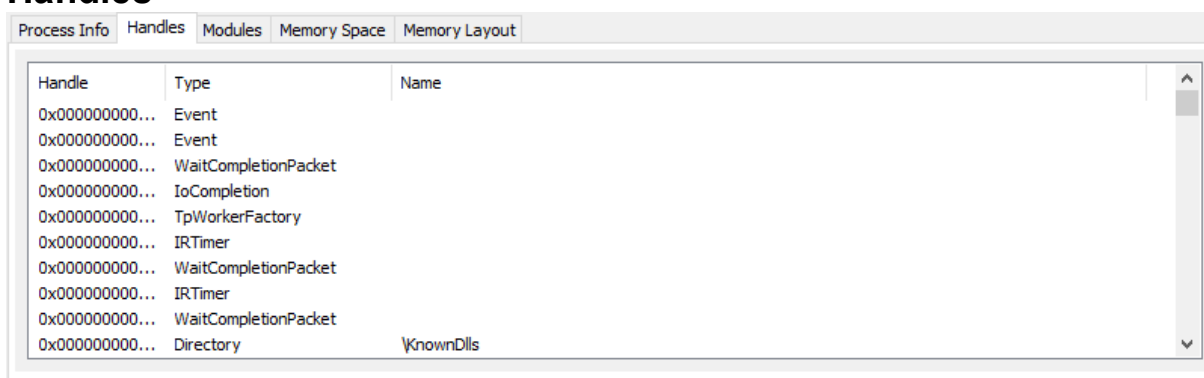 Handles
Process Info Handles Modules Memory Space Memory Layout
Handle Type Name
0x000000000... Event
0x000000000... Event
0x000000000... WaitCompletionPacket
0x000000000... IoCompletion
0x000000000... TpWorkerFactory
0x000000000... IRTimer
0x000000000... WaitCompletionPacket
0x000000000... IRTimer
0x000000000... WaitCompletionPacket
0x000000000... Directory \KnownDlls